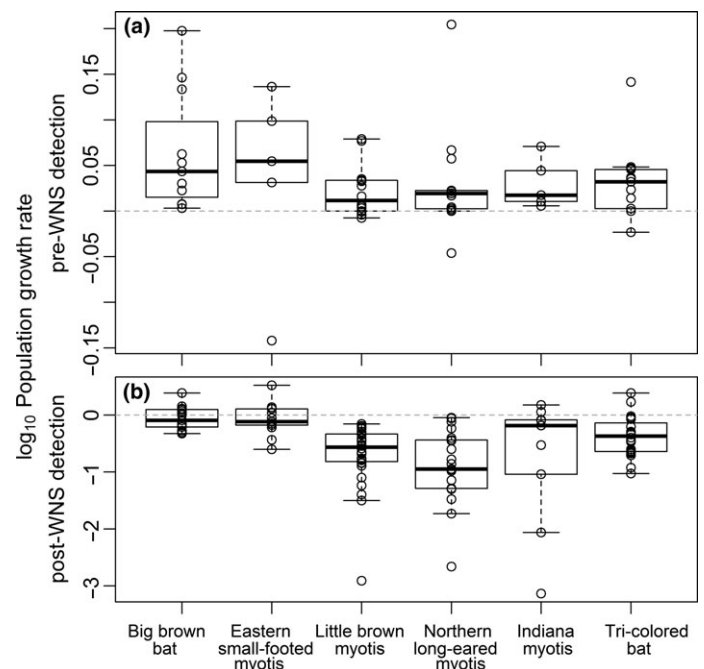 (a)
0.15
0.05
−0.05
−0.15
pre-WNS detection
log10 Population growth rate
(b)
0
-1
-2
-3
post-WNS detection
Big brown
bat
Eastern
small-footed
myotis
Little brown
myotis
Northern
long-eared
myotis
Indiana
myotis
Tri-colored
bat